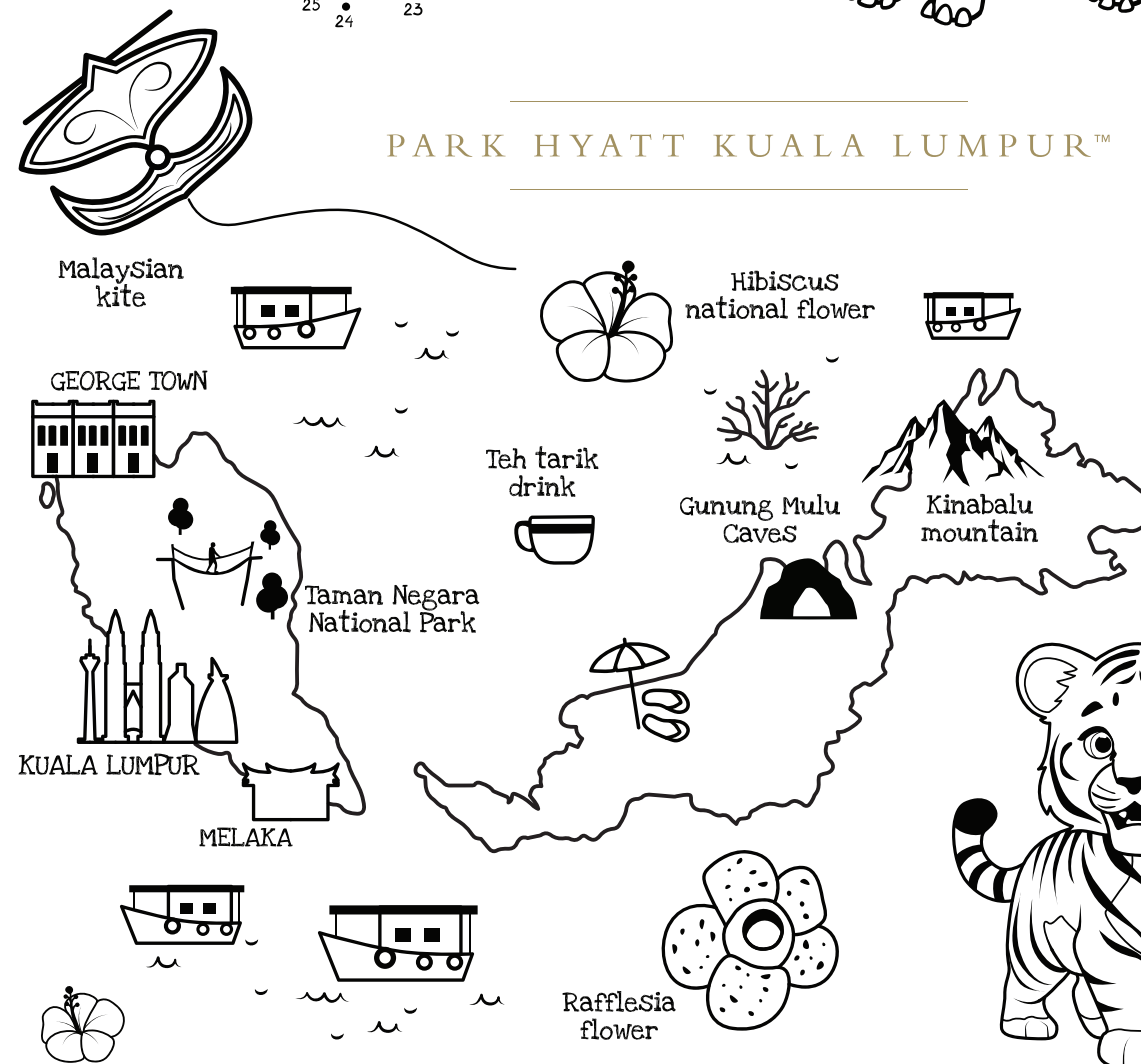 25
24
23
PARK HYATT KUALA LUMPUR™
Malaysian
kite
Hibiscus
national flower
GEORGE TOWN
Teh tarik
drink
Gunung Mulu
Caves
Kinabalu
mountain
Taman Negara
National Park
KUALA LUMPUR
MELAKA
Rafflesia
flower